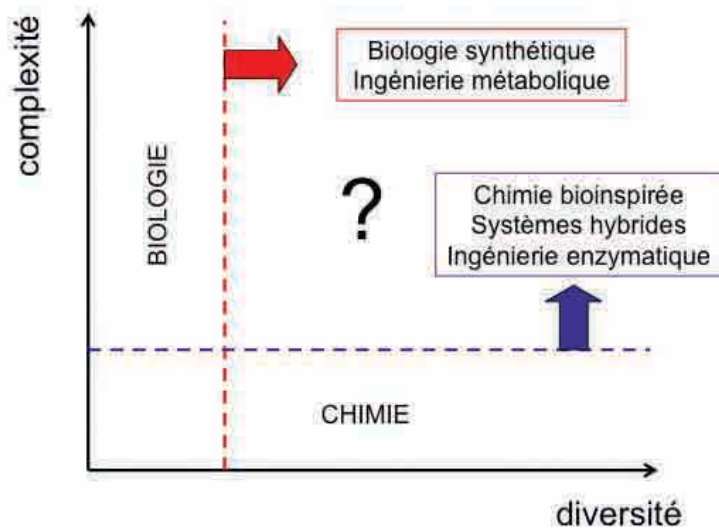 complexité
Biologie synthétique
Ingénierie métabolique
BIOLOGIE
?
Chimie bioinspirée
Systèmes hybrides
Ingénierie enzymatique
CHIMIE
diversité